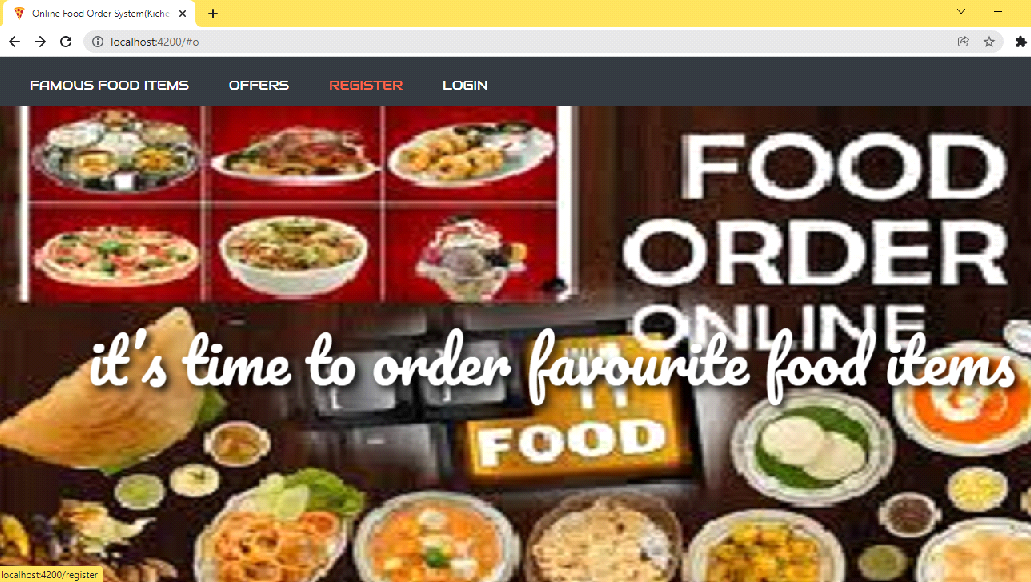 Online Food Order System(Kiche
localhost:4200/#o
FAMOUS FOOD ITEMS OFFERS REGISTER LOGIN
FOOD
ORDER
ONLINE
it's time to order favourite food items
FOOD
localhost:4200/register